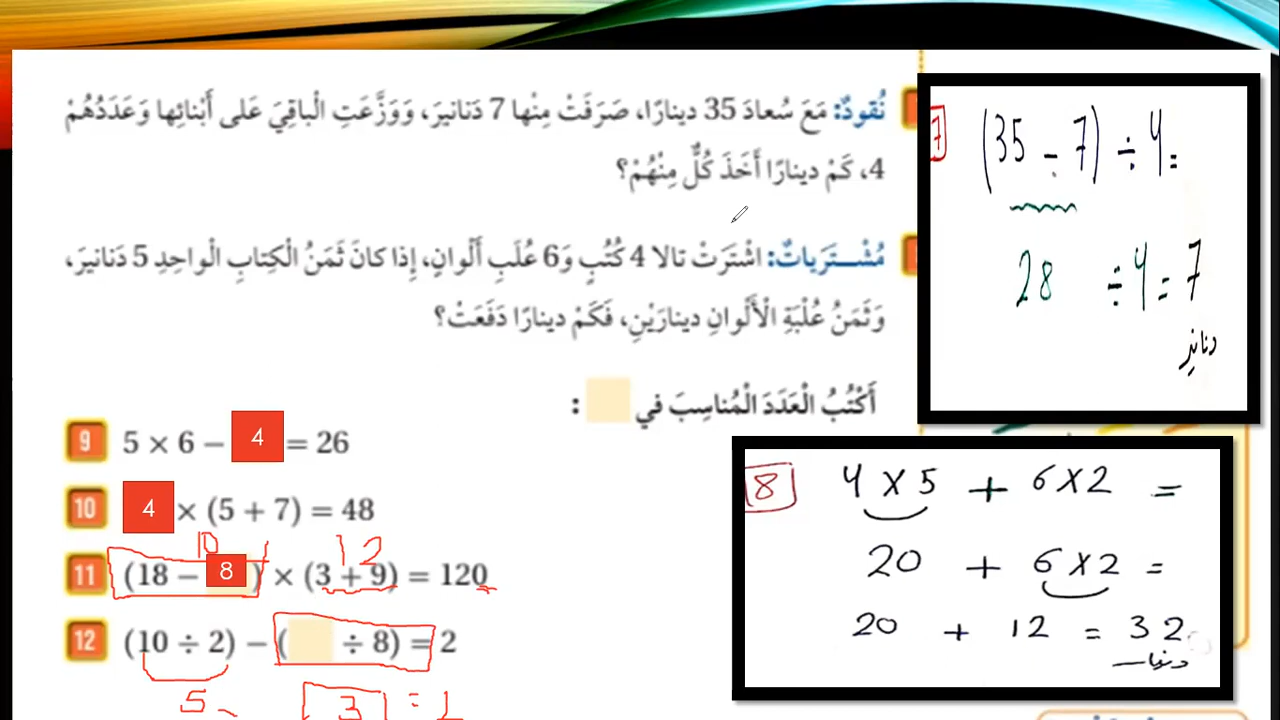 نُقودٌ: مَعَ سُعادَ 35 دينارًا، صَرَفَتْ مِنْها 7 دَنانيرَ، وَوَزَّعَتِ الْباقِيَ عَلى أَبْنائِها وَعَدَدُهُمْ
4، كَمْ دينارًا أَخَذَ كُلٌّ مِنْهُمْ؟
مُشْتَرَياتٌ: اشْتَرَتْ تالا 4 كُتُبٍ وَ6 عُلَبِ أَلْوانٍ، إِذا كانَ ثَمَنُ الْكِتابِ الْواحِدِ 5 دَنانيرَ،
وَثَمَنُ عُلْبَةِ الْأَلْوانِ دينارَيْنِ، فَكَمْ دينارًا دَفَعَتْ؟
أَكْتُبُ الْعَدَدَ الْمُناسِبَ في :
9 5 × 6 − 4 = 26
10 4 × (5 + 7) = 48
10 12
11 (18 − 8) × (3 + 9) = 120
12 (10 ÷ 2) − ( ÷ 8) = 2
5 - 3 =
7 (35 - 7) ÷ 4 =
28 ÷ 4 = 7
دنانير
8 4 × 5 + 6 × 2 =
20 + 6 × 2 =
20 + 12 = 32